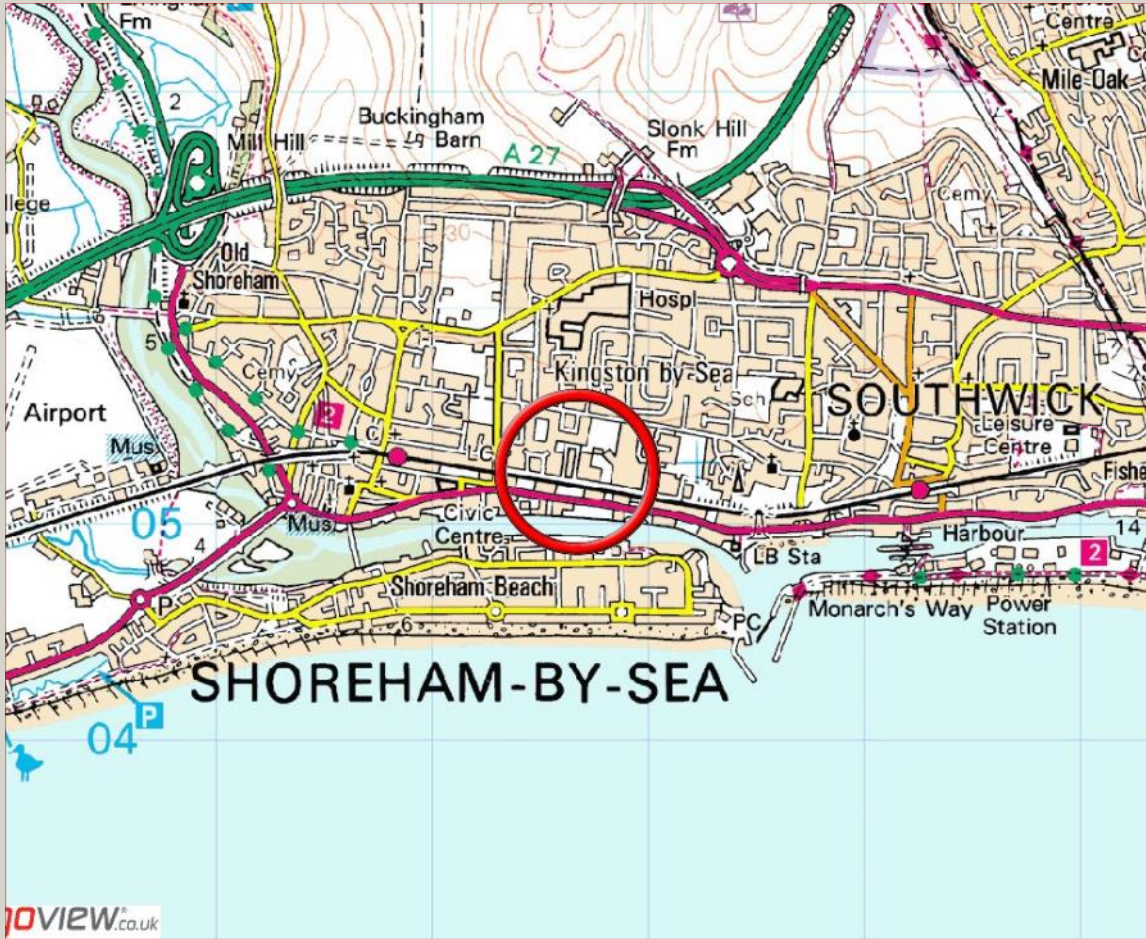 Fm
2
Mill Hill
Buckingham
Barn
A 27
Slonk Hill
Fm
Centre
Mile Oak
llege
Cemy
30
Old
Shoreham
Hospl
5
Cemy
Kingston by-Sea
Sch
SOUTHWICK
Airport
2
Mus
C
LC
Leisure
Centre
Fishe
05
Mus
Civic
Centre
4
LB Sta
Harbour
14
2
Shoreham Beach
P
6
PC
Monarch's Way
Power
Station
SHOREHAM-BY-SEA
P
04
goview.co.uk